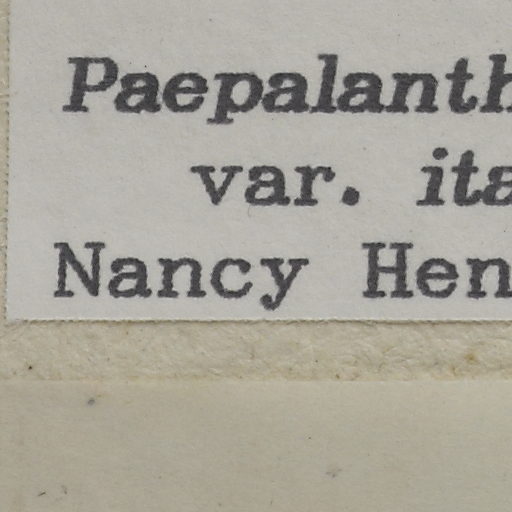 Paepalanth
var. ita
Nancy Hen